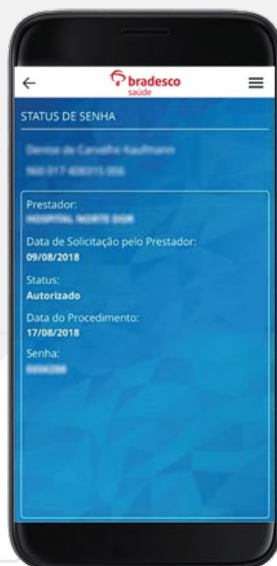 bradesco
saúde
STATUS DE SENHA
Prestador:
Data de Solicitação pelo Prestador:
09/08/2018
Status:
Autorizado
Data do Procedimento:
17/08/2018
Senha: